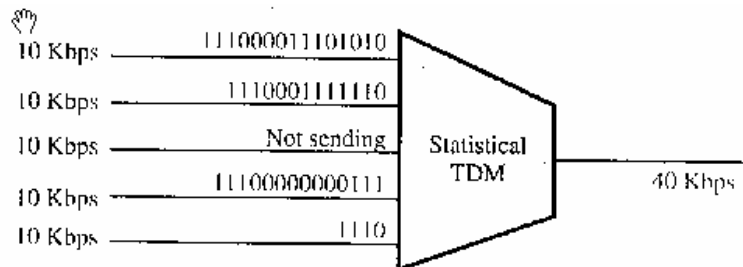 10 Kbps 111000011101010
10 Kbps 1110001111110
10 Kbps Not sending
10 Kbps 11100000000111
10 Kbps 1110
Statistical
TDM
40 Kbps